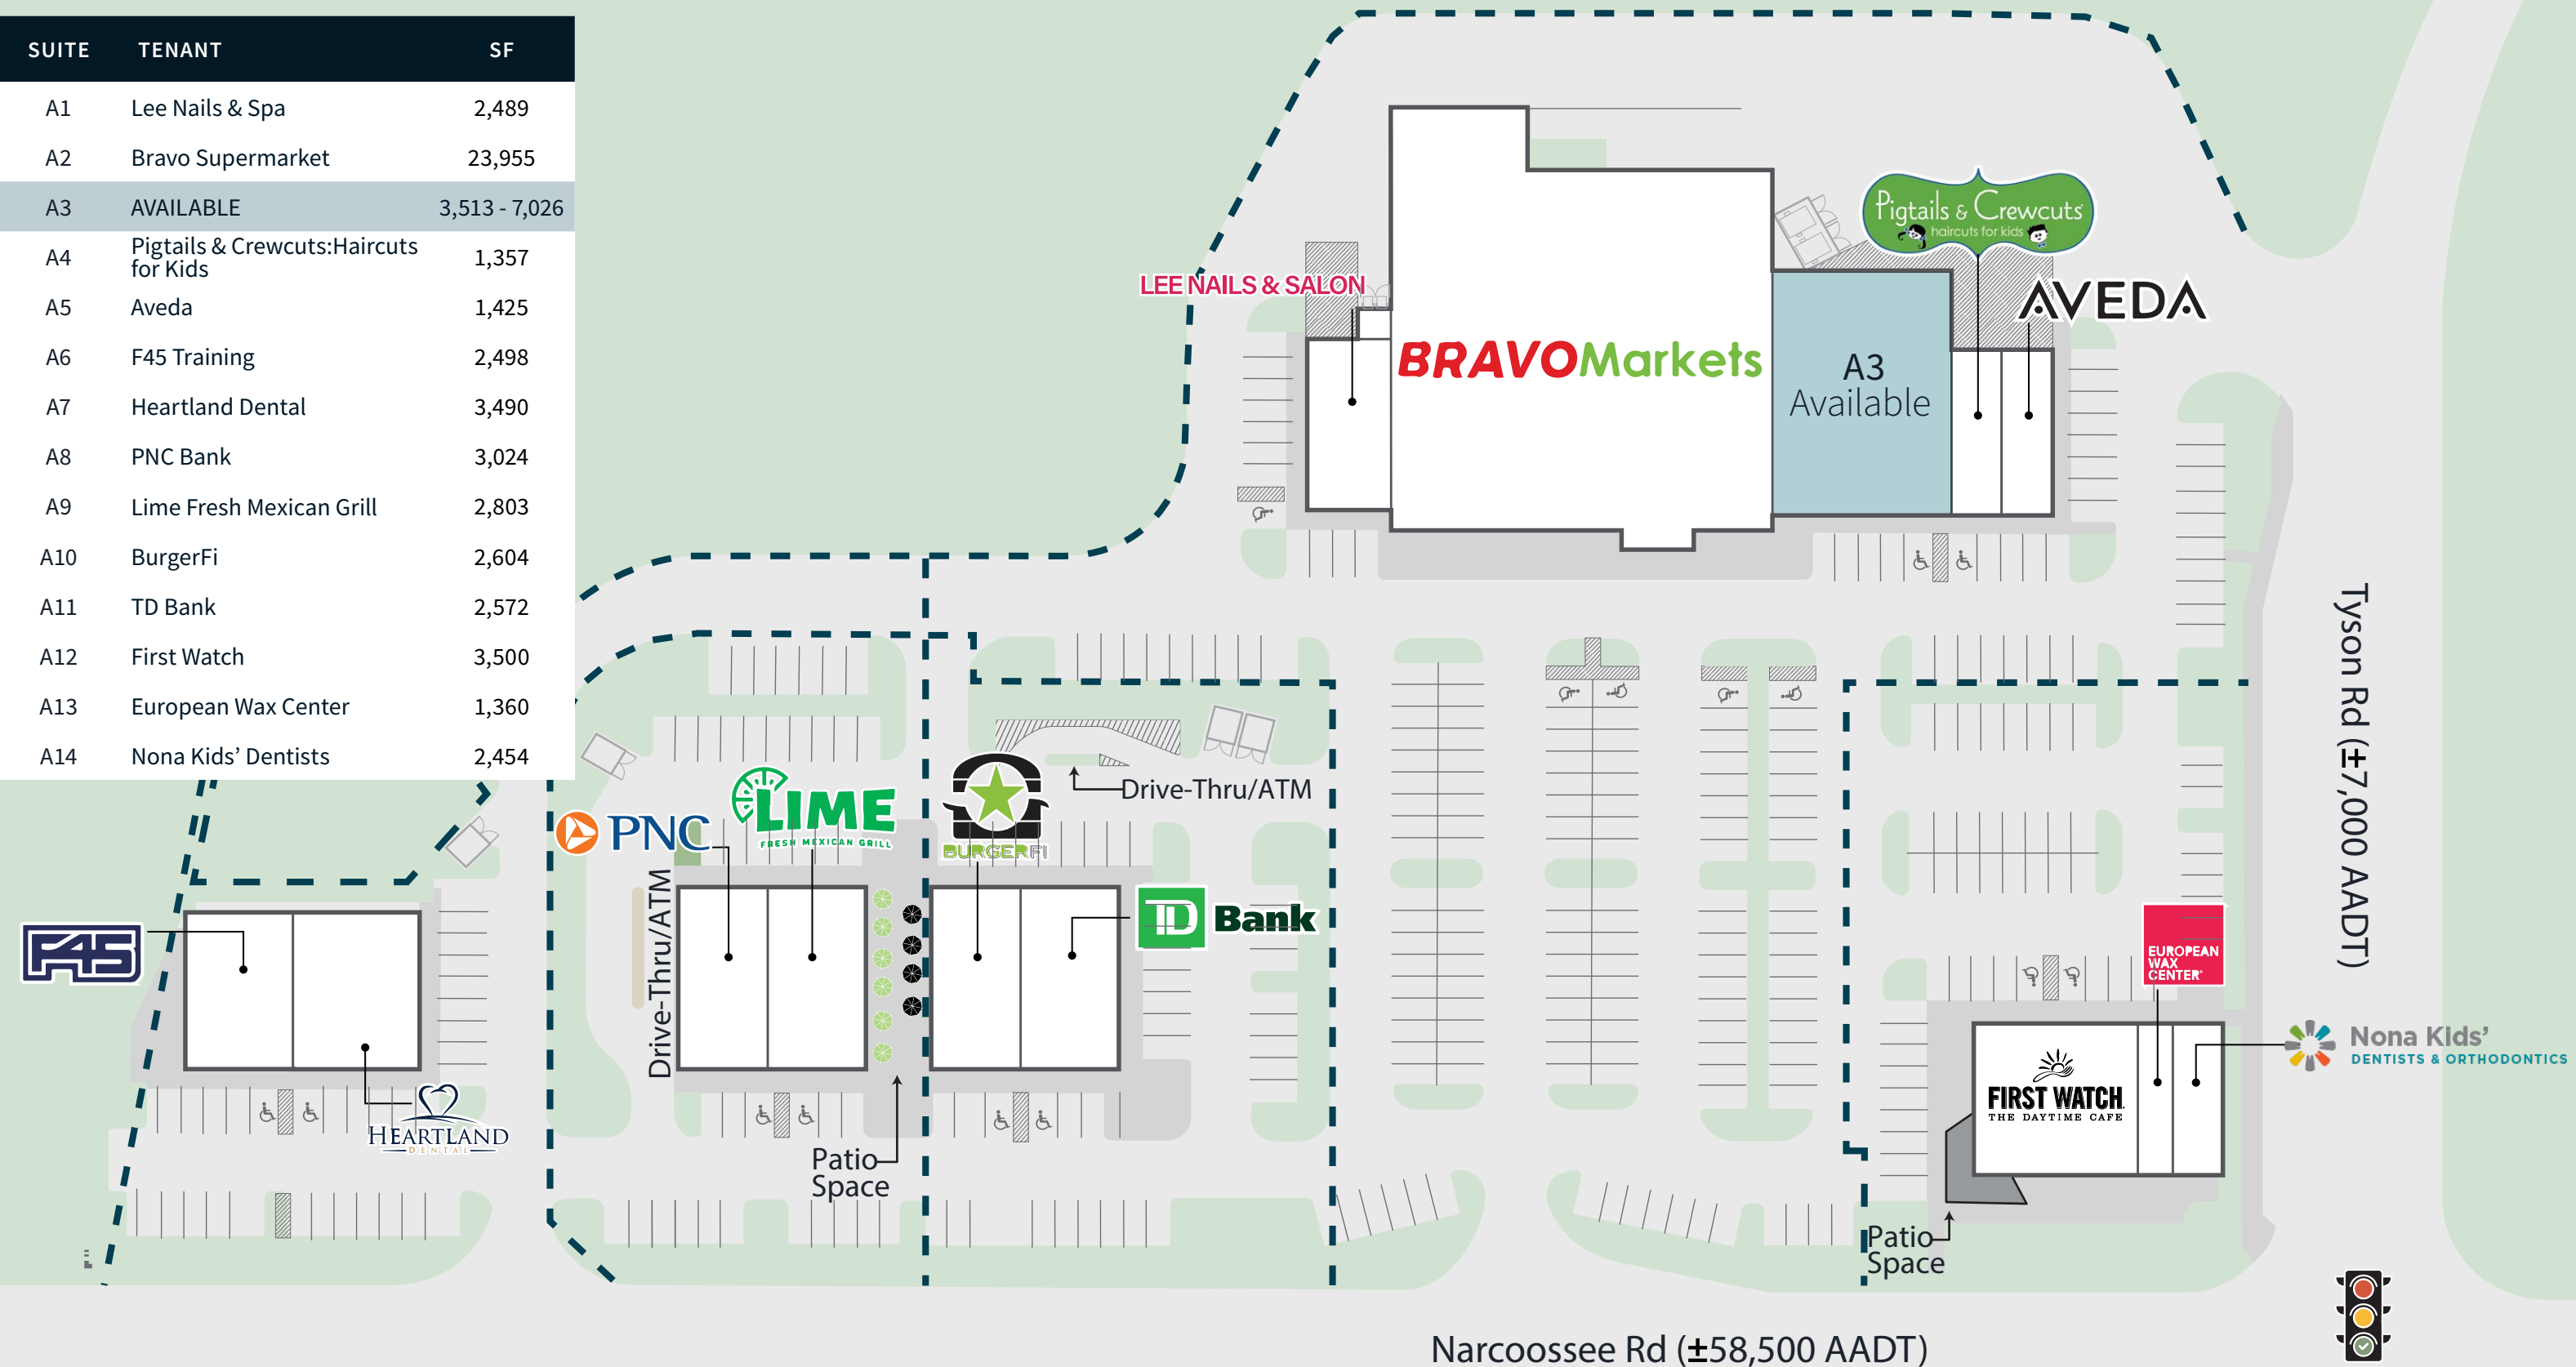 SUITE TENANT SF
A1 Lee Nails & Spa 2,489
A2 Bravo Supermarket 23,955
A3 AVAILABLE 3,513 - 7,026
A4 Pigtails & Crewcuts:Haircuts for Kids 1,357
A5 Aveda 1,425
A6 F45 Training 2,498
A7 Heartland Dental 3,490
A8 PNC Bank 3,024
A9 Lime Fresh Mexican Grill 2,803
A10 BurgerFi 2,604
A11 TD Bank 2,572
A12 First Watch 3,500
A13 European Wax Center 1,360
A14 Nona Kids’ Dentists 2,454
Pigtails & Crewcuts
haircuts for kids
LEE NAILS & SALON
AVEDA
BRAVOMarkets
A3
Available
Tyson Rd (±7,000 AADT)
Drive-Thru/ATM
PNC
LIME
FRESH MEXICAN GRILL
BURGERFI
Drive-Thru/ATM
TD Bank
F45
HEARTLAND
DENTAL
Patio
Space
EUROPEAN
WAX
CENTER
Nona Kids’
DENTISTS & ORTHODONTICS
FIRST WATCH
THE DAYTIME CAFE
Patio
Space
Narcoossee Rd (±58,500 AADT)